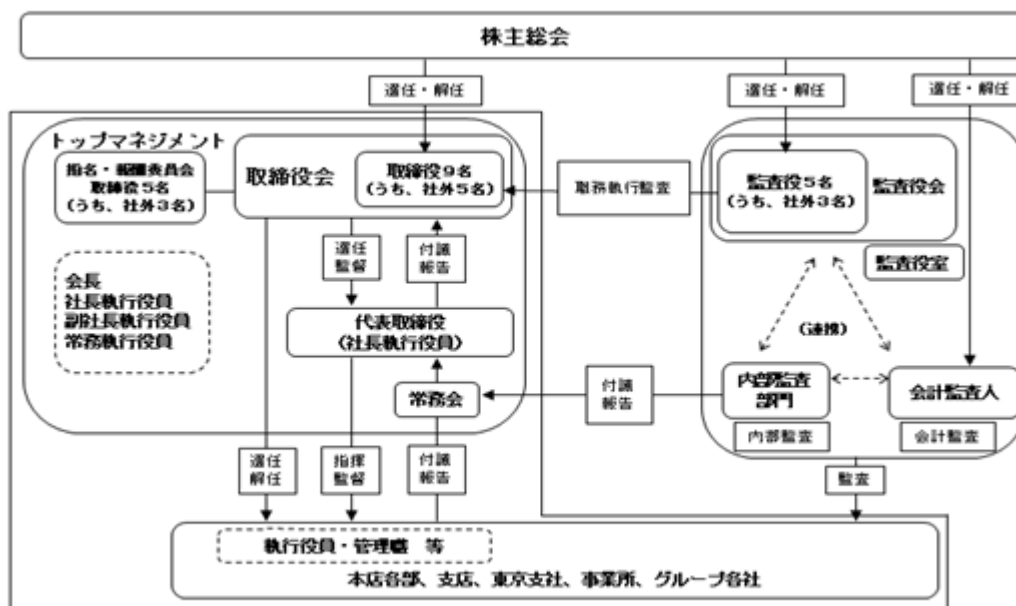 株主総会
選任・解任
選任・解任
選任・解任
トップマネジメント
指名・報酬委員会
取締役5名
(うち、社外3名)
取締役会
取締役9名
(うち、社外5名)
職務執行監査
監査役5名
(うち、社外3名)
監査役会
監査役室
会長
社長執行役員
副社長執行役員
常務執行役員
選任
監督
付議
報告
代表取締役
(社長執行役員)
常務会
付議
報告
(連携)
内部監査
部門
内部監査
会計監査人
会計監査
選任
解任
指揮
監督
付議
報告
監査
執行役員・管理職 等
本店各部、支店、東京支社、事業所、グループ各社